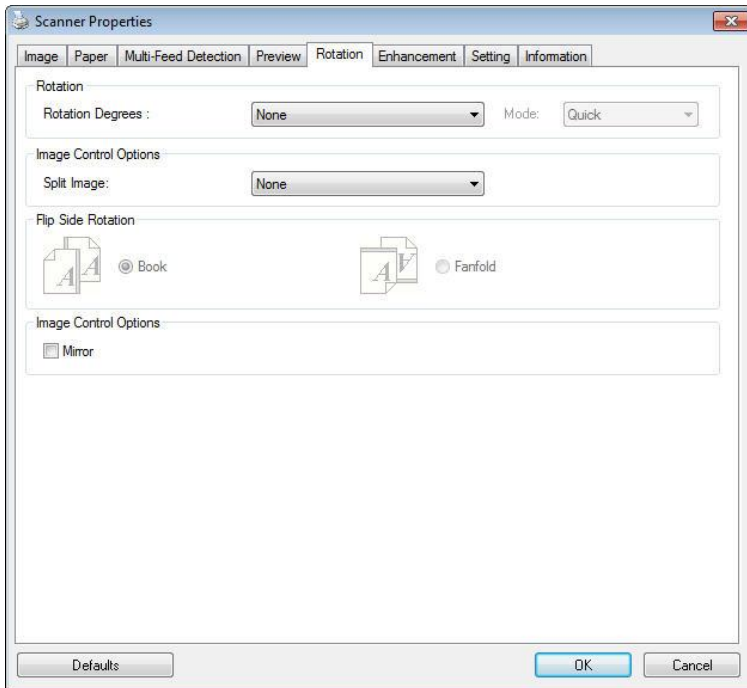 Scanner Properties
Image Paper Multi-Feed Detection Preview Rotation Enhancement Setting Information
Rotation
Rotation Degrees : None Mode: Quick
Image Control Options
Split Image: None
Flip Side Rotation
A A Book A A Fanfold
Image Control Options
Mirror
Defaults OK Cancel